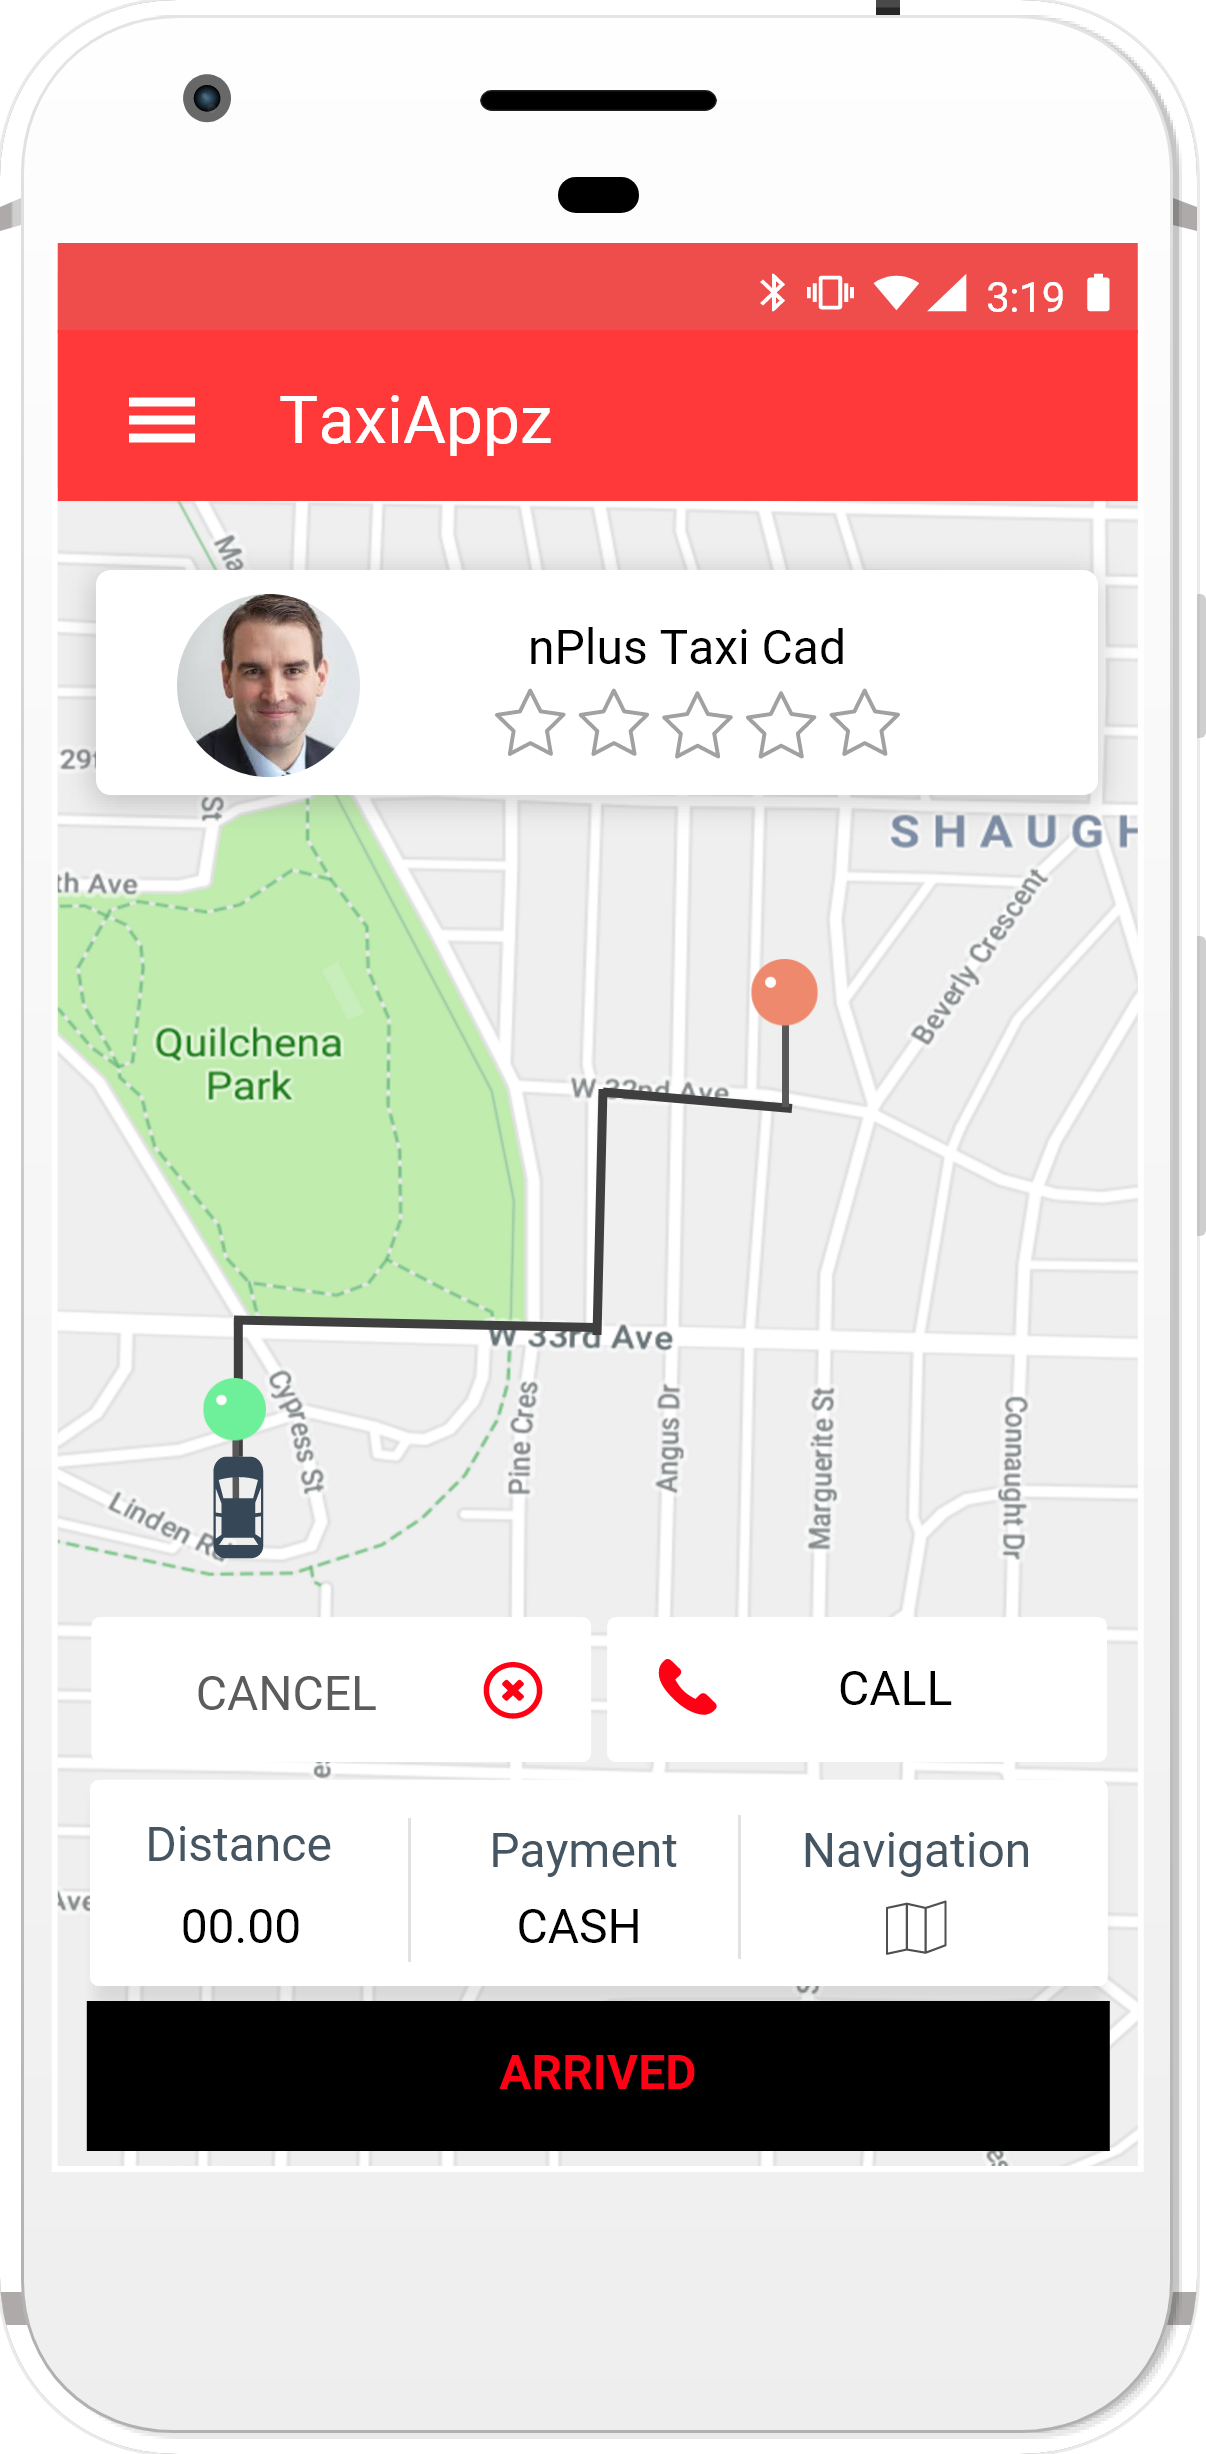 3:19
TaxiAppz
Ma
nPlus Taxi Cad
29t
St
SHAUGH
th Ave
Beverly Crescent
Quilchena
Park
W 32nd Ave
W 33rd Ave
Cypress St
Pine Cres
Angus Dr
Marguerite St
Connaught Dr
Linden Rd
CANCEL
CALL
e
Distance
Payment
Navigation
00.00
CASH
Ave
ARRIVED